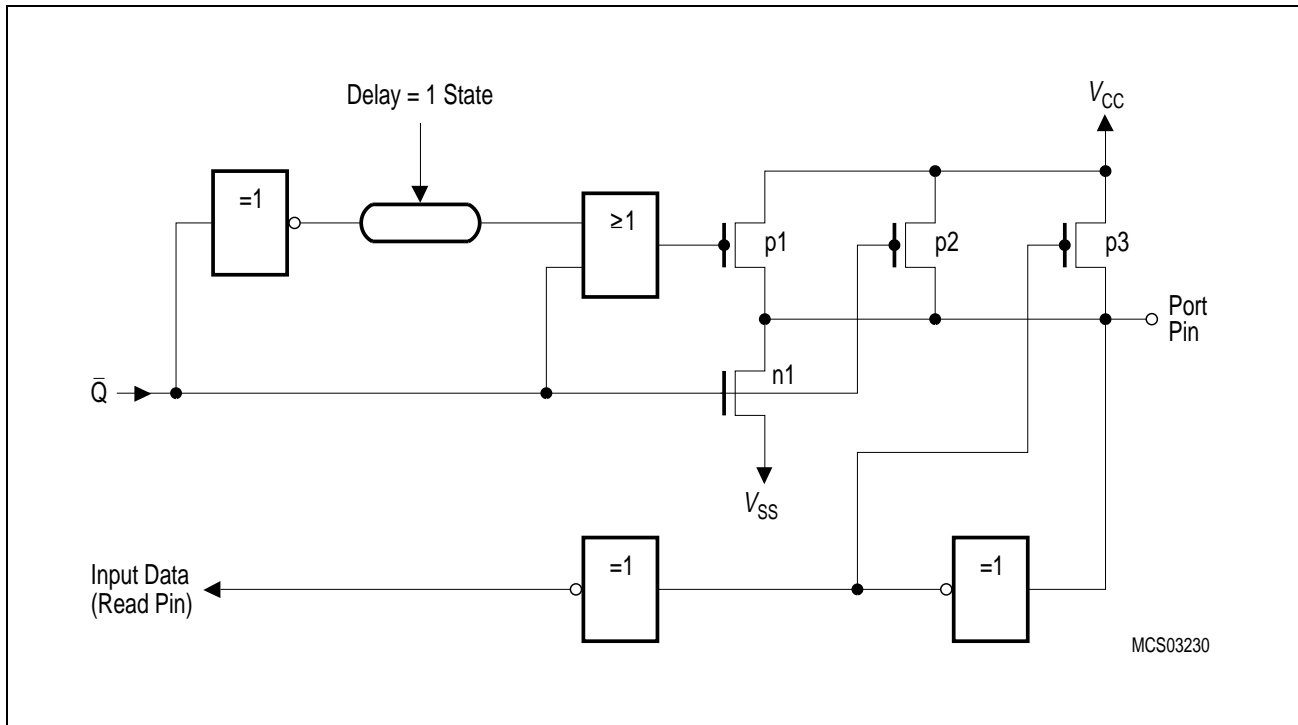 Delay = 1 State
V_CC
=1
≥1
p1
p2
p3
Port
Pin
Q̄
n1
V_SS
=1
=1
Input Data
(Read Pin)
MCS03230